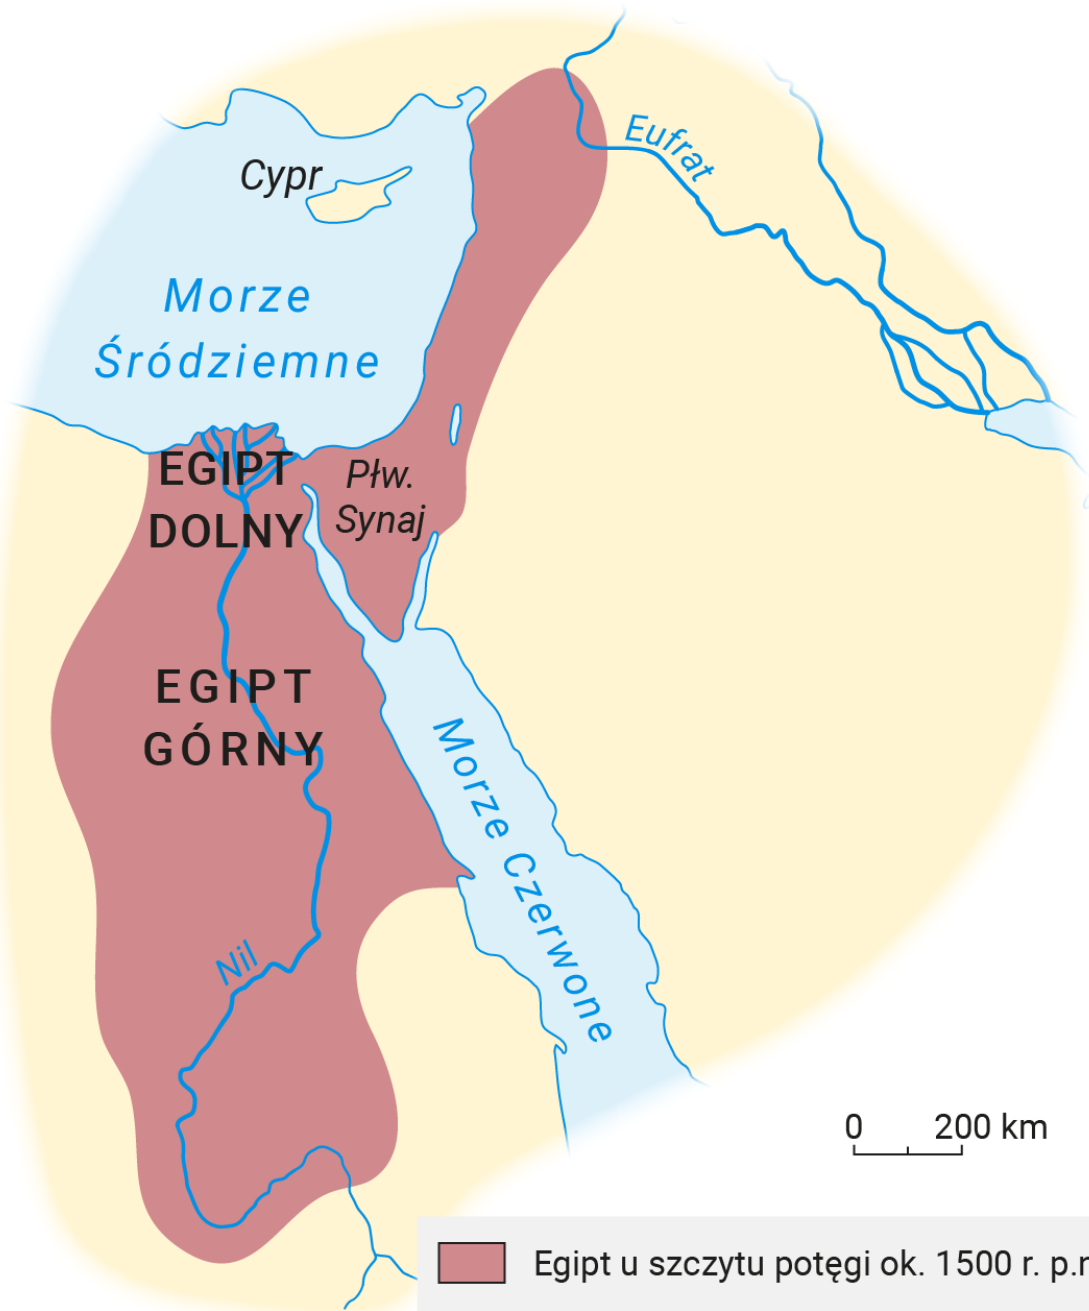 Eufrat
Cypr
Morze
Śródziemne
EGIPT
DOLNY
Płw.
Synaj
EGIPT
GÓRNY
Morze Czerwone
Nil
0 200 km
Egipt u szczytu potęgi ok. 1500 r.